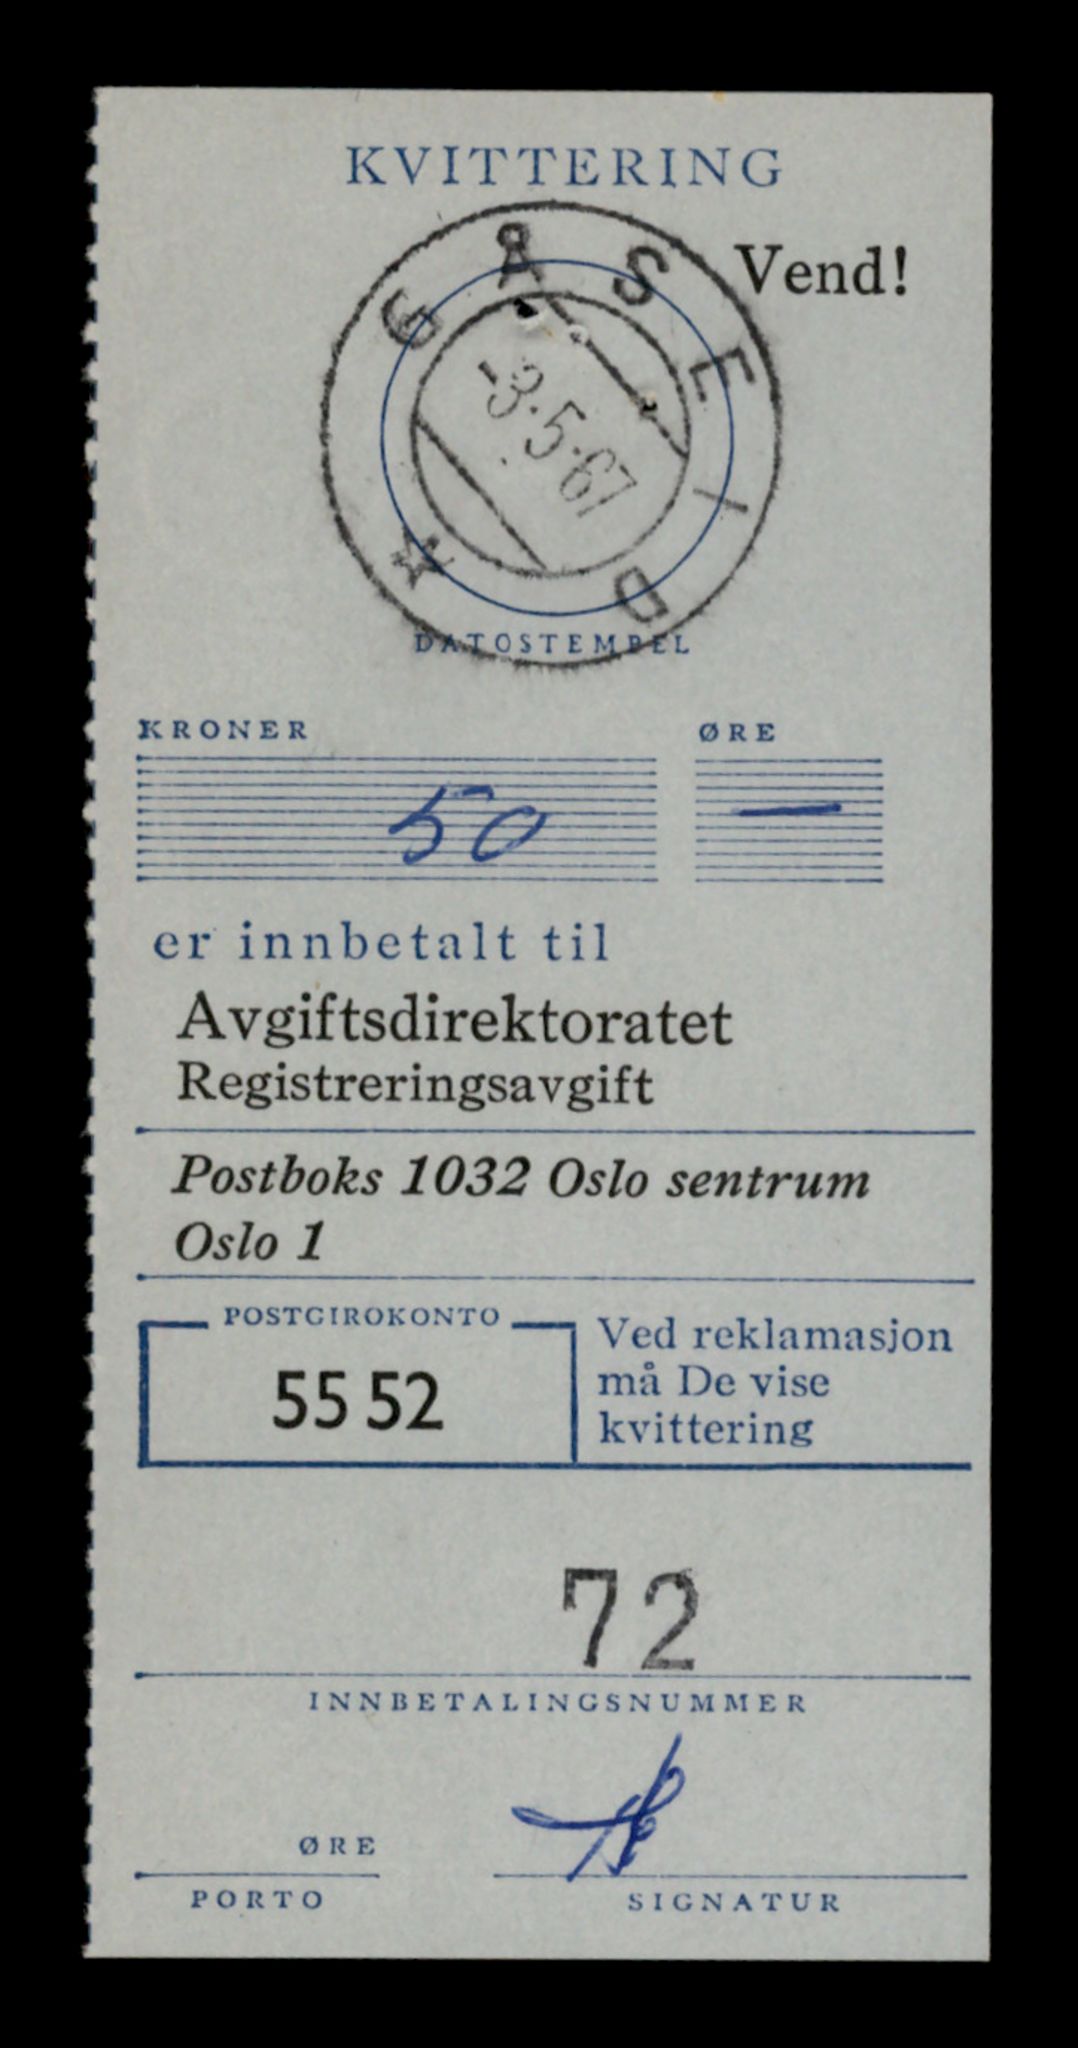 KVITTERING
Vend!
GÅSEID
-3.5.67
DATOSTEMPEL
KRONER ØRE
50 —
er innbetalt til
Avgiftsdirektoratet
Registreringsavgift
Postboks 1032 Oslo sentrum
Oslo 1
POSTGIROKONTO
55 52
Ved reklamasjon
må De vise
kvittering
72
INNBETALINGSNUMMER
ØRE
PORTO
SIGNATUR